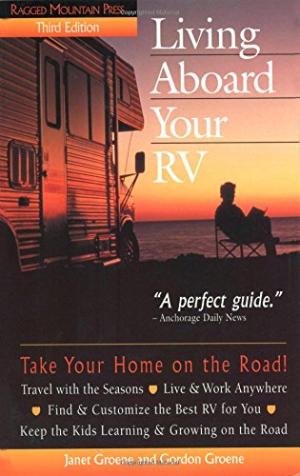 RAGGED MOUNTAIN PRESS
Third Edition
Living
Aboard
Your
RV
“A perfect guide.”
– Anchorage Daily News
Take Your Home on the Road!
Travel with the Seasons Live & Work Anywhere
Find & Customize the Best RV for You
Keep the Kids Learning & Growing on the Road
Janet Groene and Gordon Groene